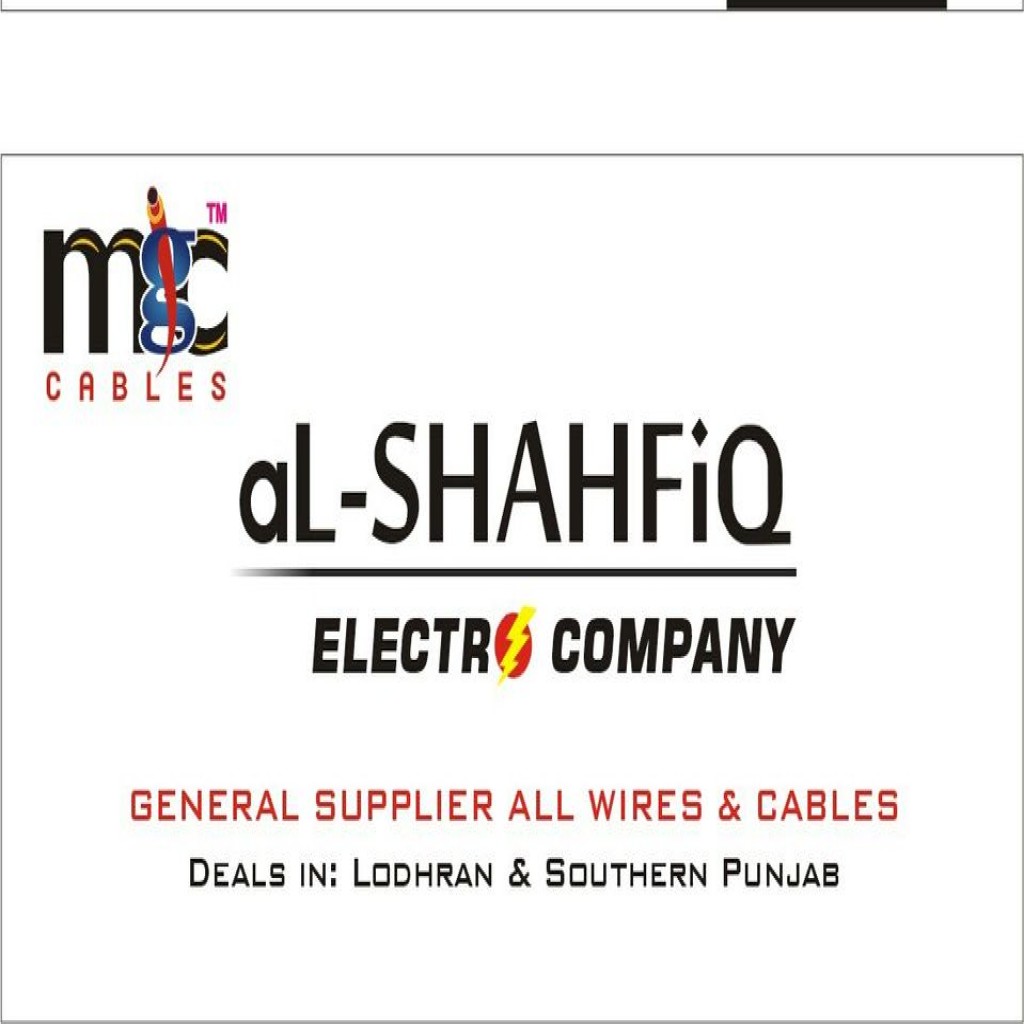 mgc TM
CABLES
aL-SHAHFiQ
ELECTRO COMPANY
GENERAL SUPPLIER ALL WIRES & CABLES
DEALS IN: LODHRAN & SOUTHERN PUNJAB